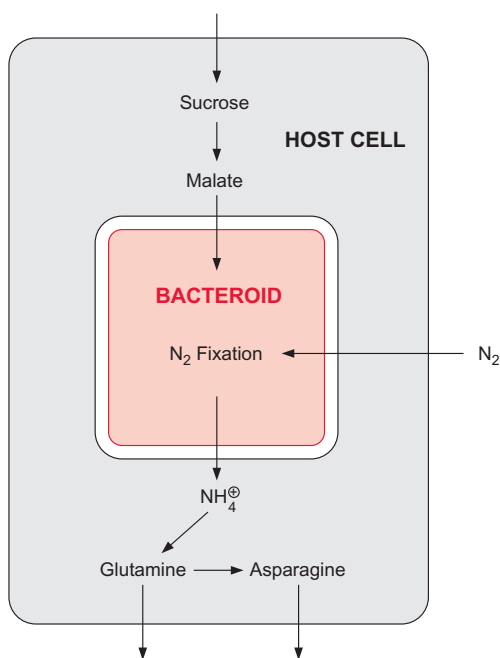 Sucrose
HOST CELL
Malate
BACTEROID
N₂ Fixation
N₂
NH₄⊕
Glutamine
Asparagine